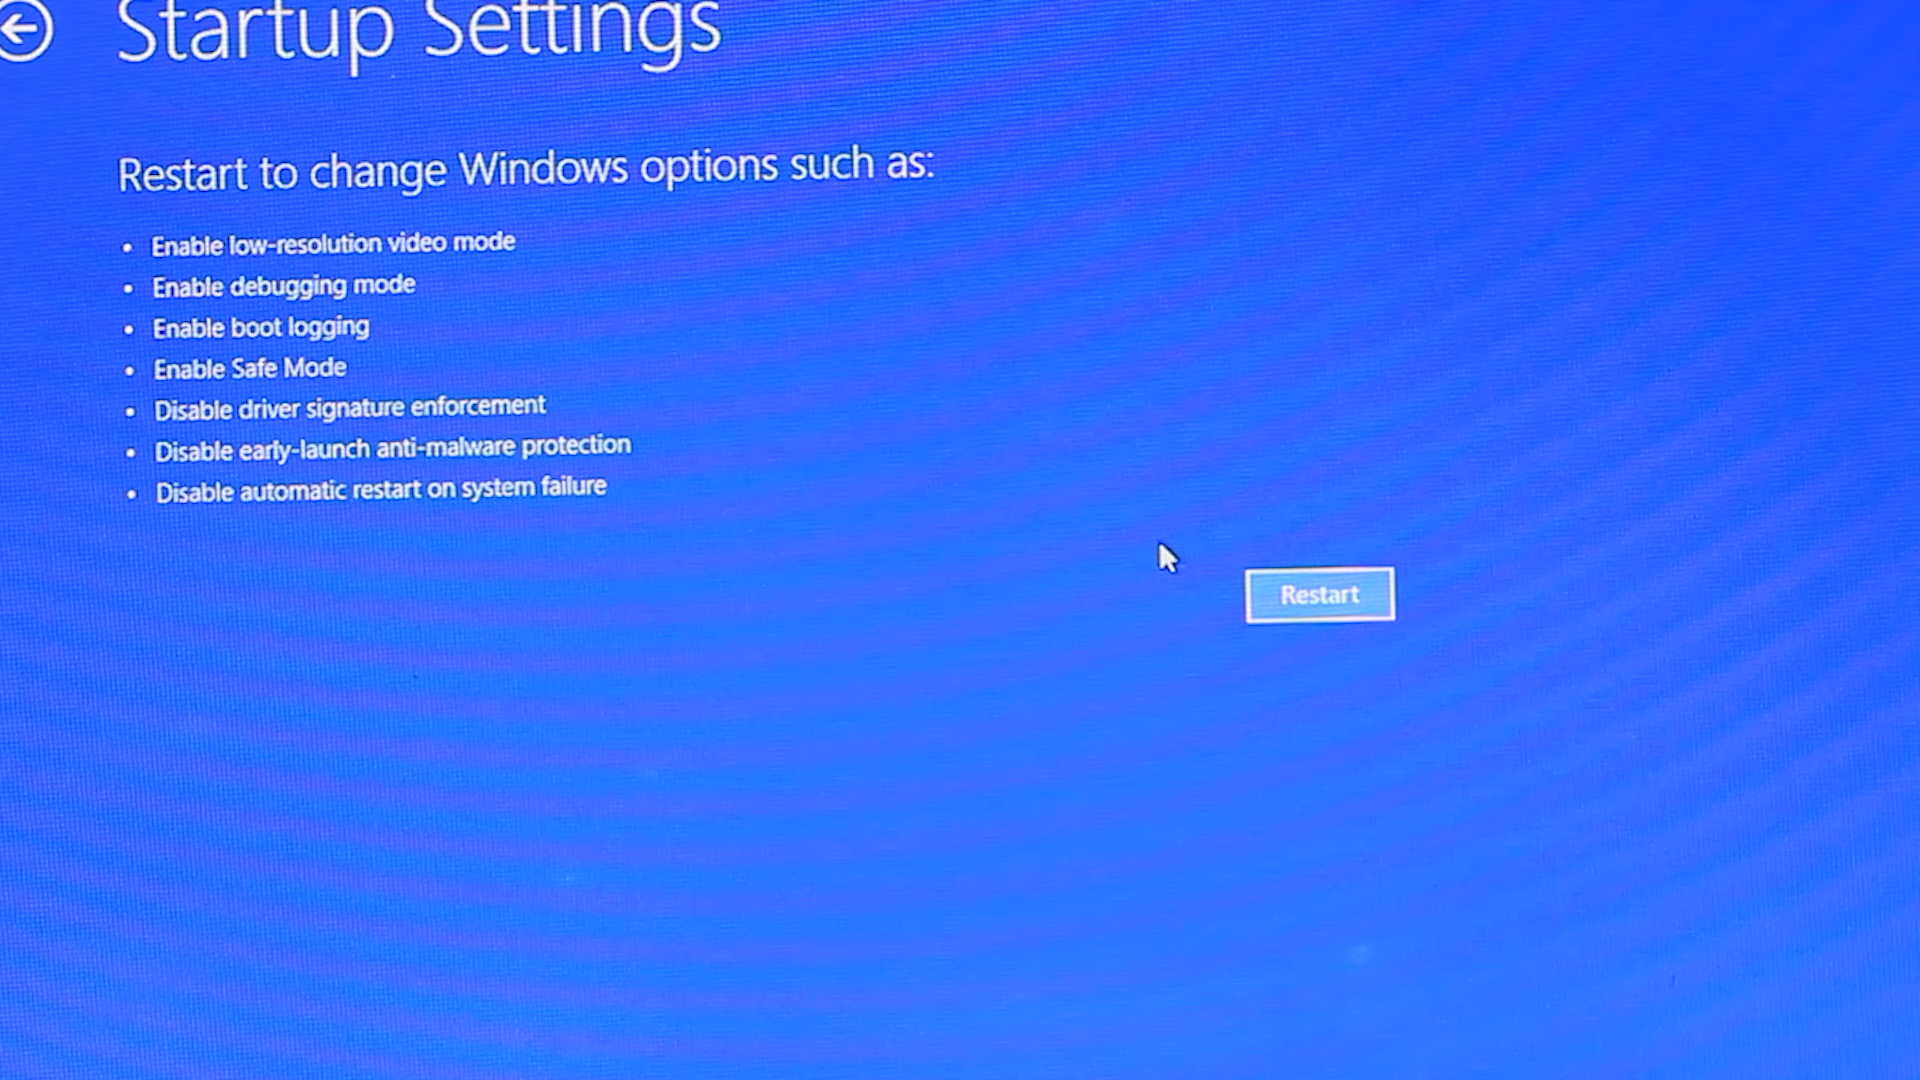 Startup Settings
Restart to change Windows options such as:
• Enable low-resolution video mode
• Enable debugging mode
• Enable boot logging
• Enable Safe Mode
• Disable driver signature enforcement
• Disable early-launch anti-malware protection
• Disable automatic restart on system failure
Restart